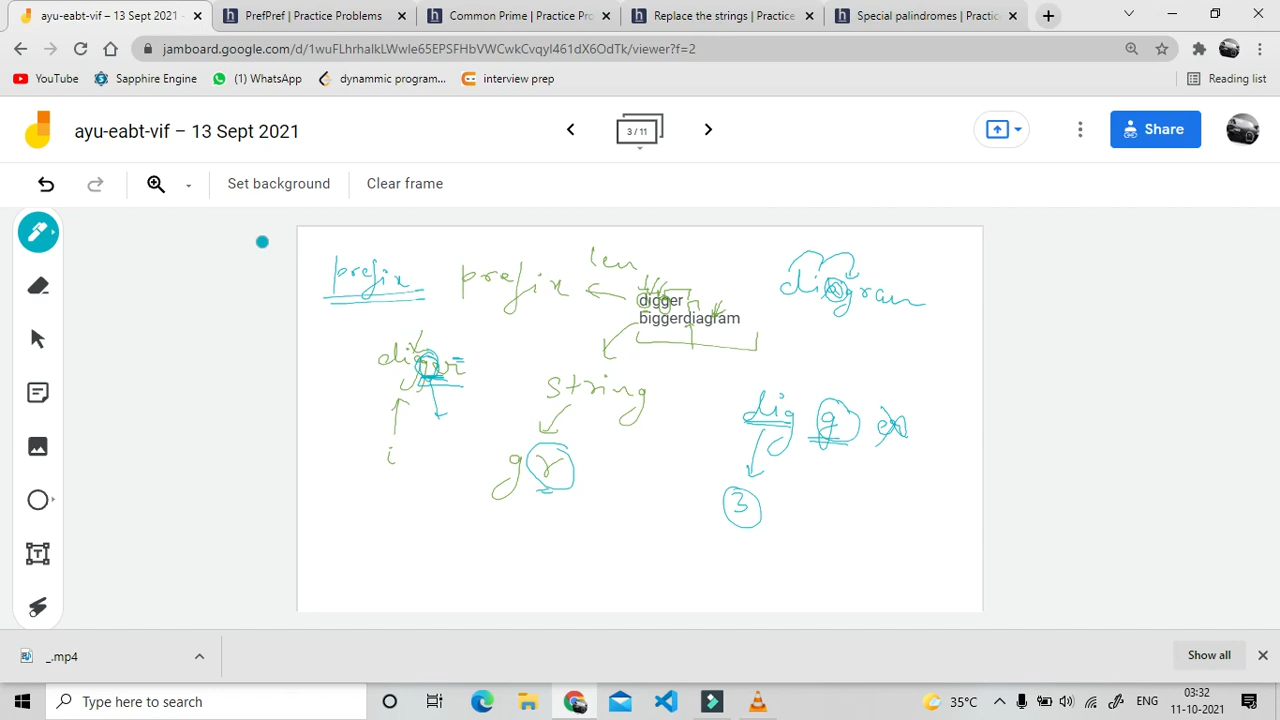 ayu-eabt-vif – 13 Sept 2021
PrefPref | Practice Problems
Common Prime | Practice Pro
Replace the strings | Practice
Special palindromes | Practic
jamboard.google.com/d/1wuFLhrhalkLWwle65EPSFHbVWCwkCvqyl461dX6OdTk/viewer?f=2
YouTube
Sapphire Engine
(1) WhatsApp
dynammic program...
interview prep
Reading list
ayu-eabt-vif – 13 Sept 2021
3 / 11
Share
Set background
Clear frame
prefix
prefix
len
digger
biggerdiagram
diagram
string
dig g
g r
i
3
_.mp4
Show all
Type here to search
35°C
ENG
03:32
11-10-2021